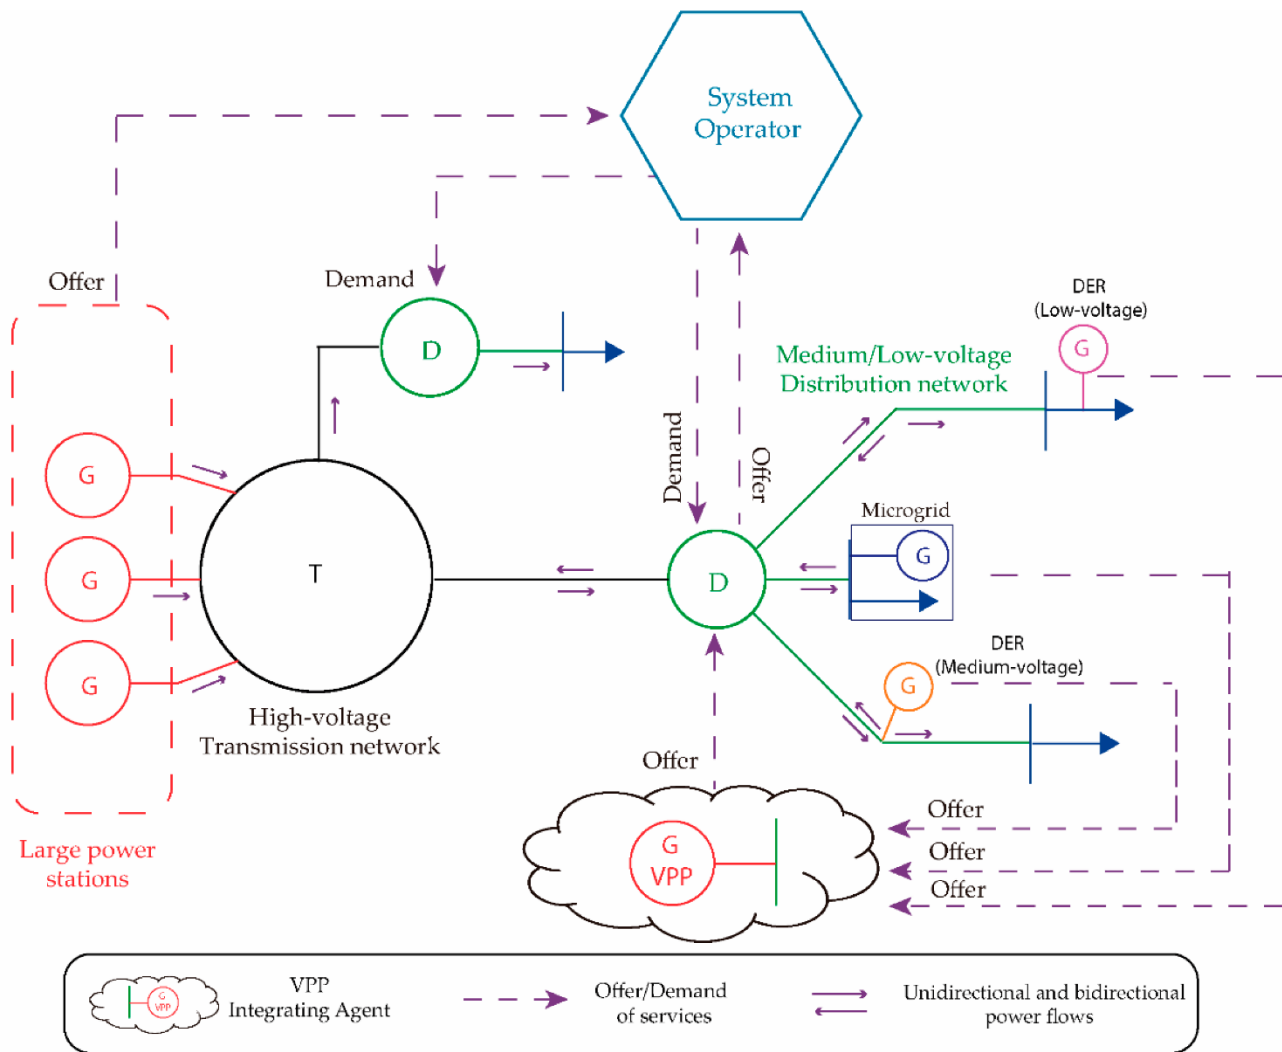 System
Operator
Offer
Demand
DER
(Low-voltage)
G
D
Medium/Low-voltage
Distribution network
Demand
Offer
G
Microgrid
G
T
G
D
DER
(Medium-voltage)
G
G
High-voltage
Transmission network
Offer
Offer
Large power
stations
G
VPP
Offer
Offer
G
VPP
VPP
Integrating Agent
Offer/Demand
of services
Unidirectional and bidirectional
power flows